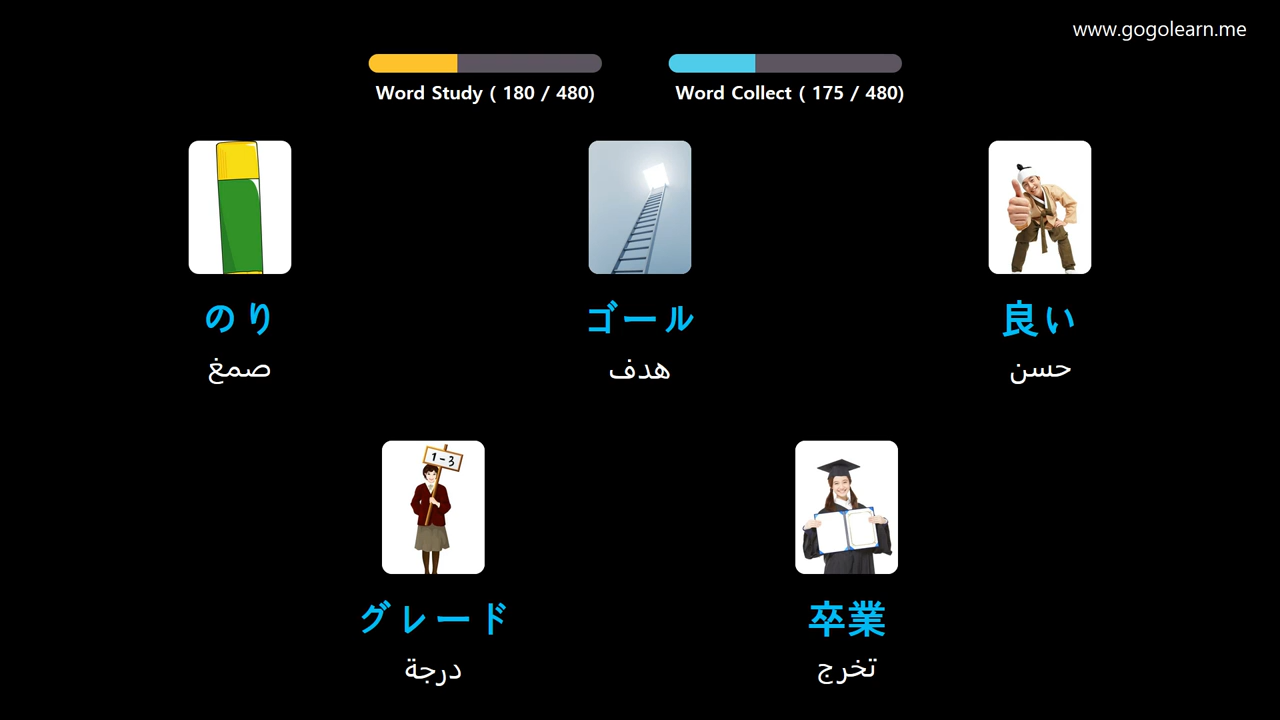 www.gogolearn.me
Word Study ( 180 / 480)
Word Collect ( 175 / 480)
のり
صمغ
ゴール
هدف
良い
حسن
1-3
グレード
درجة
卒業
تخرج